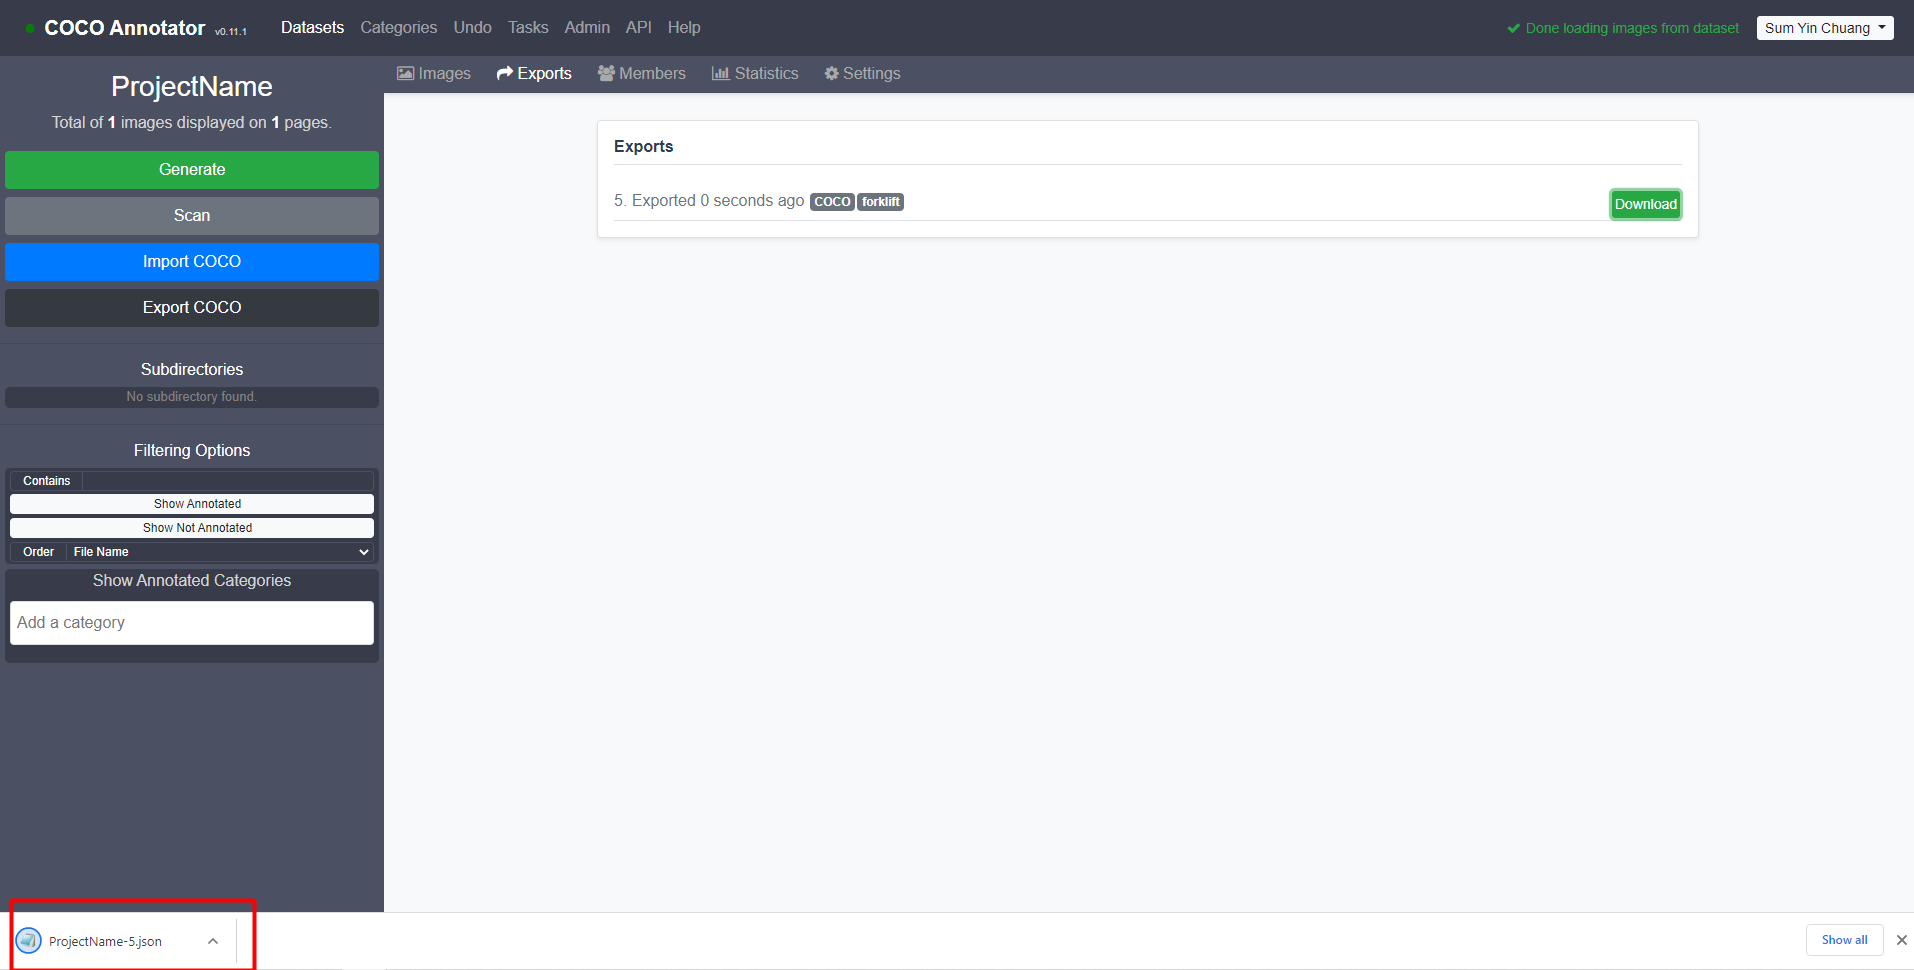 COCO Annotator v0.11.1 Datasets Categories Undo Tasks Admin API Help Done loading images from dataset Sum Yin Chuang
Images Exports Members Statistics Settings
ProjectName
Total of 1 images displayed on 1 pages.
Generate
Scan
Import COCO
Export COCO
Subdirectories
No subdirectory found.
Filtering Options
Contains
Show Annotated
Show Not Annotated
Order File Name
Show Annotated Categories
Add a category
Exports
5. Exported 0 seconds ago COCO forklift Download
ProjectName-5.json Show all